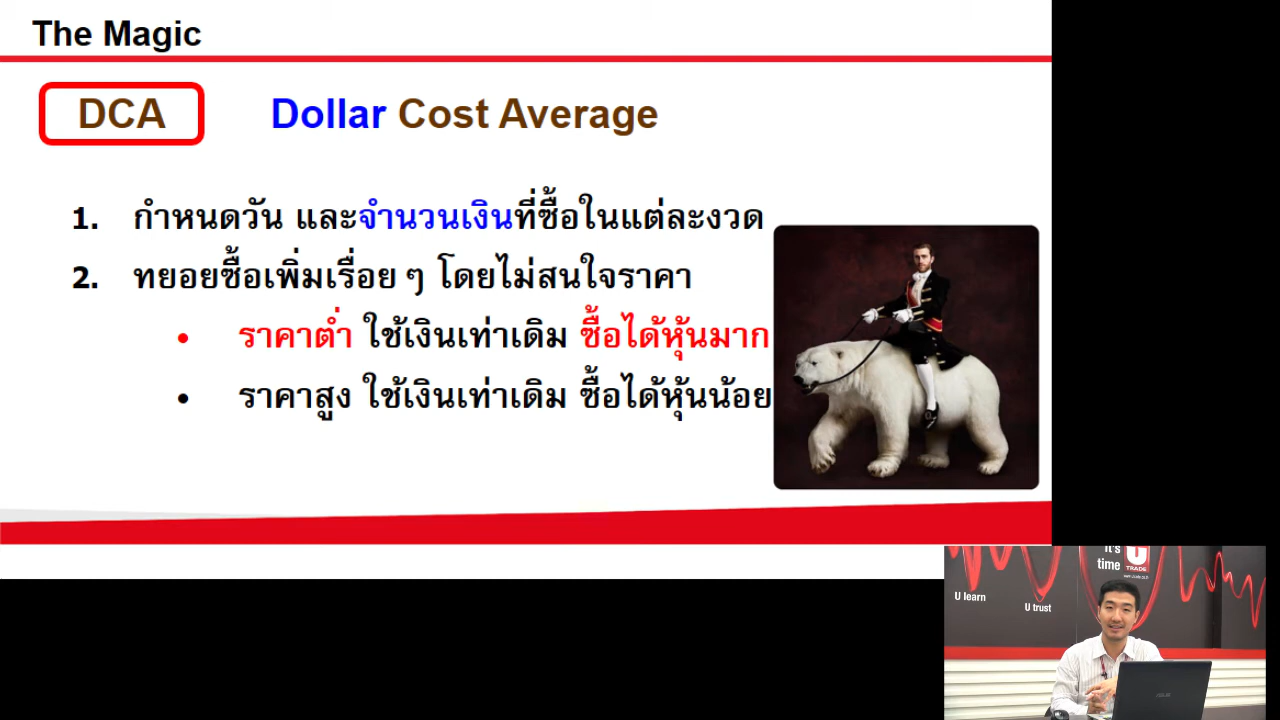 The Magic
DCA
Dollar Cost Average
1. กำหนดวัน และจำนวนเงินที่ซื้อในแต่ละงวด
2. ทยอยซื้อเพิ่มเรื่อย ๆ โดยไม่สนใจราคา
• ราคาต่ำ ใช้เงินเท่าเดิม ซื้อได้หุ้นมาก
• ราคาสูง ใช้เงินเท่าเดิม ซื้อได้หุ้นน้อย
It's
time
U
TRADE
U learn
U trust
ASUS